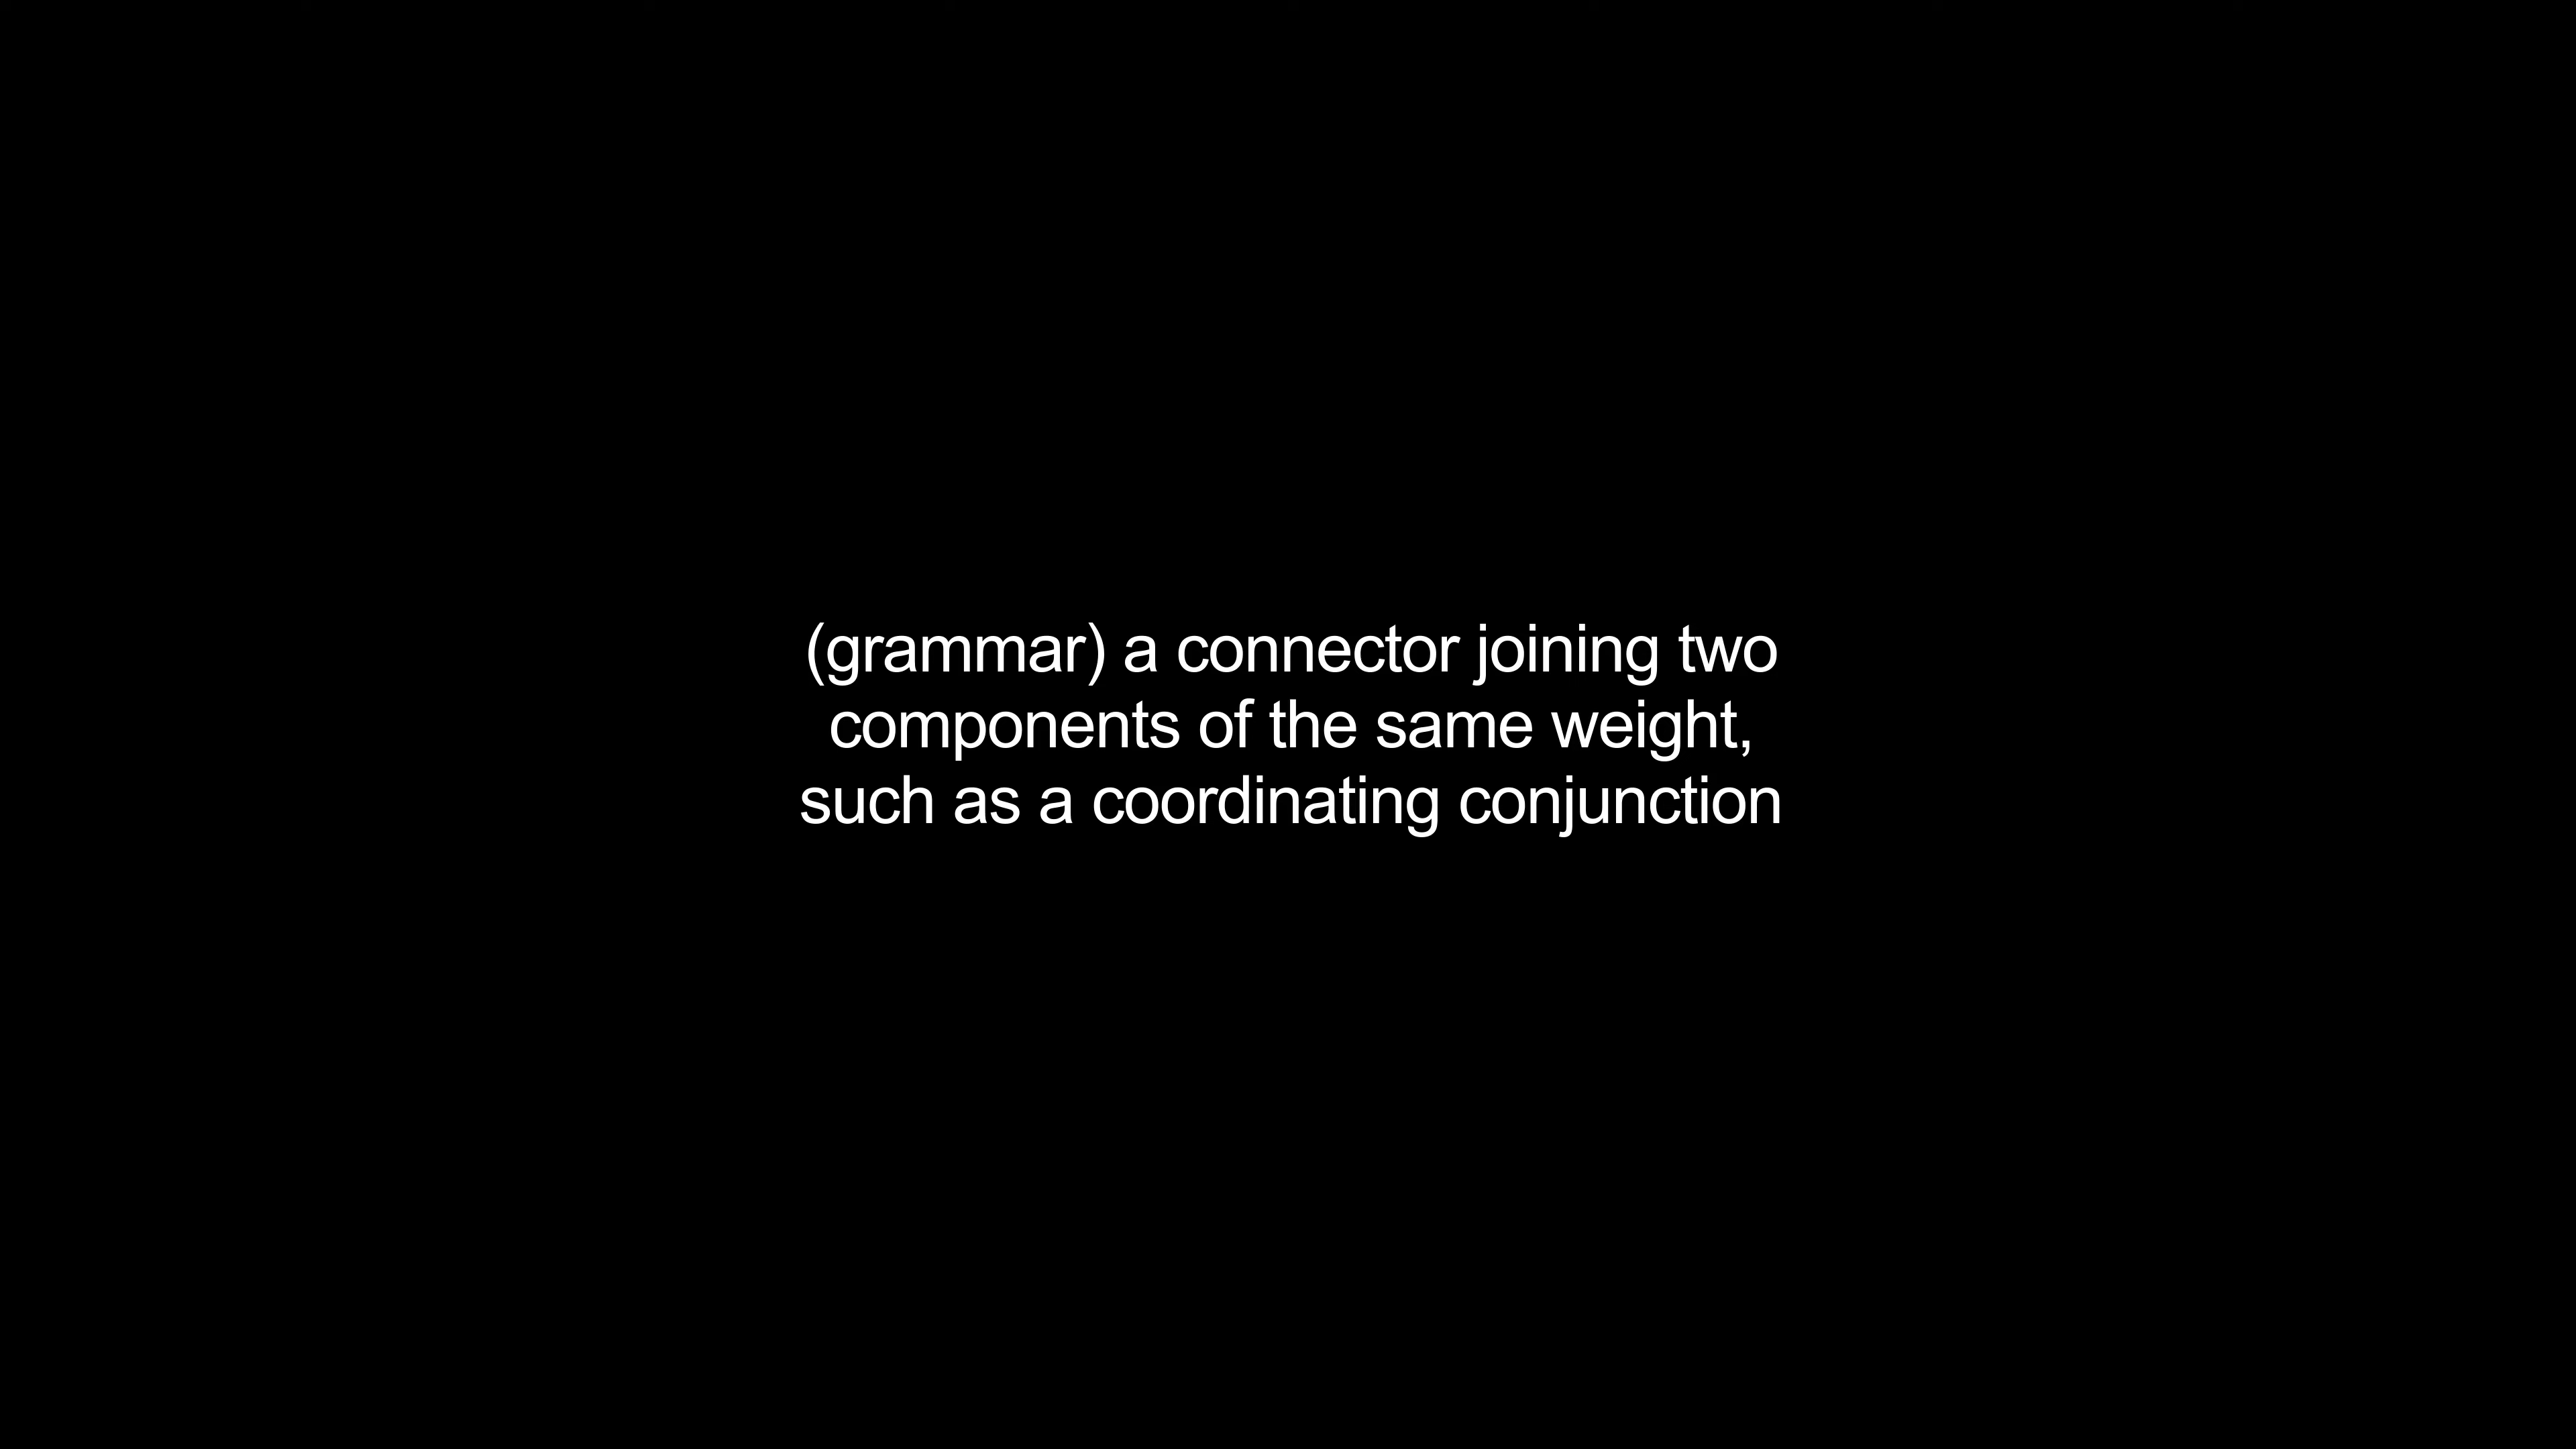 (grammar) a connector joining two
components of the same weight,
such as a coordinating conjunction